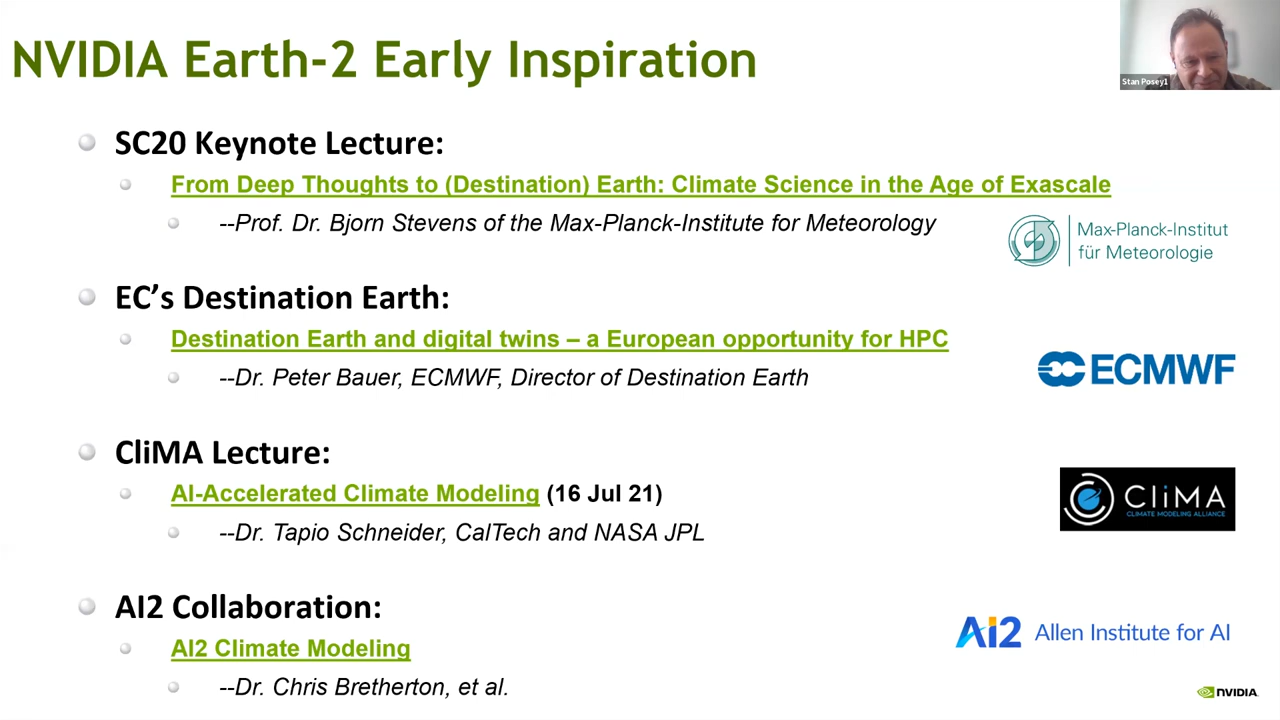 NVIDIA Earth-2 Early Inspiration
Stan Posey1
SC20 Keynote Lecture:
From Deep Thoughts to (Destination) Earth: Climate Science in the Age of Exascale
--Prof. Dr. Bjorn Stevens of the Max-Planck-Institute for Meteorology
Max-Planck-Institut
für Meteorologie
EC’s Destination Earth:
Destination Earth and digital twins – a European opportunity for HPC
--Dr. Peter Bauer, ECMWF, Director of Destination Earth
ECMWF
CliMA Lecture:
AI-Accelerated Climate Modeling (16 Jul 21)
--Dr. Tapio Schneider, CalTech and NASA JPL
CLiMA
CLIMATE MODELING ALLIANCE
AI2 Collaboration:
AI2 Climate Modeling
--Dr. Chris Bretherton, et al.
Ai2 Allen Institute for AI
NVIDIA.